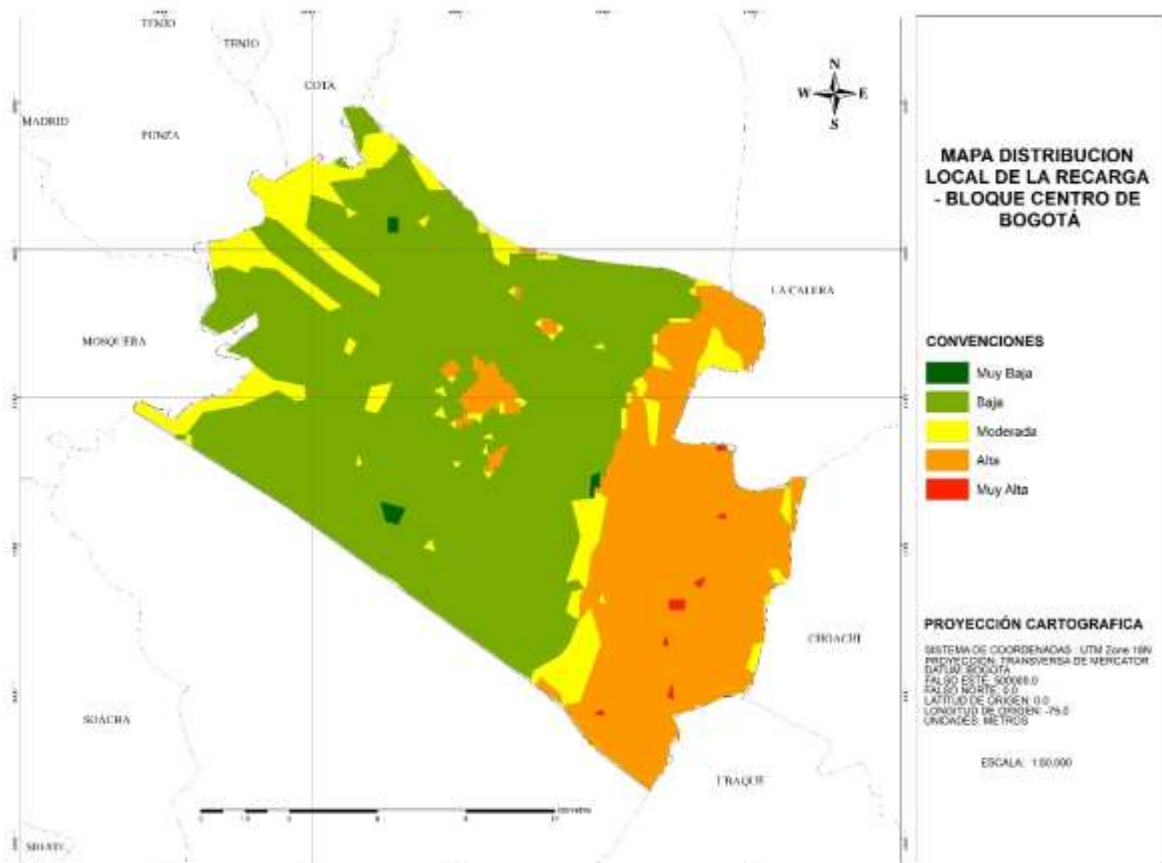 TENJO
TENJO
COTA
MADRID
FUNZA
N
W E
S
LA CALERA
MOSQUERA
CHOACHI
SOACHA
UBAQUE
MAPA DISTRIBUCION
LOCAL DE LA RECARGA
- BLOQUE CENTRO DE
BOGOTÁ
CONVENCIONES
Muy Baja
Baja
Moderada
Alta
Muy Alta
PROYECCIÓN CARTOGRAFICA
SISTEMA DE COORDENADAS : UTM Zone 18N
PROYECCION: TRANSVERSA DE MERCATOR
DATUM: BOGOTA
FALSO ESTE: 500000.0
FALSO NORTE: 0.0
LATITUD DE ORIGEN: 0.0
LONGITUD DE ORIGEN: -75.0
UNIDADES: METROS
ESCALA: 1:50,000